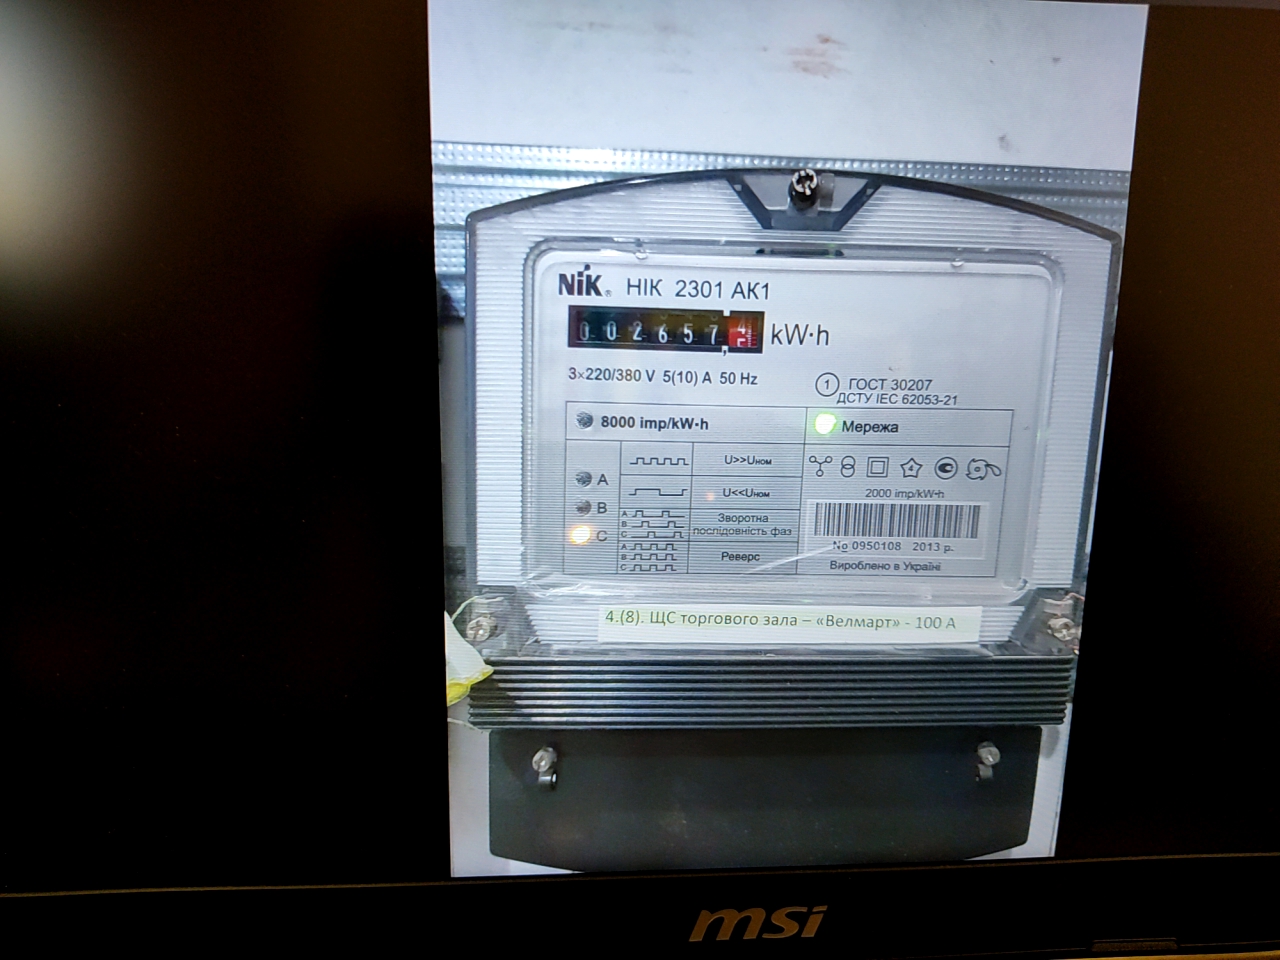 NiK® НІК 2301 АК1
002657 kW·h
3×220/380 V 5(10) A 50 Hz
1 ГОСТ 30207
ДСТУ IEC 62053-21
8000 imp/kW·h
Мережа
U>>Uном
A
U<<Uном
4
2000 imp/kW·h
B
A
B
C
Зворотна
послідовність фаз
C
№ 0950108 2013 р.
A
B
C
Реверс
Вироблено в Україні
4.(8). ЩС торгового зала – «Велмарт» - 100 А
msi